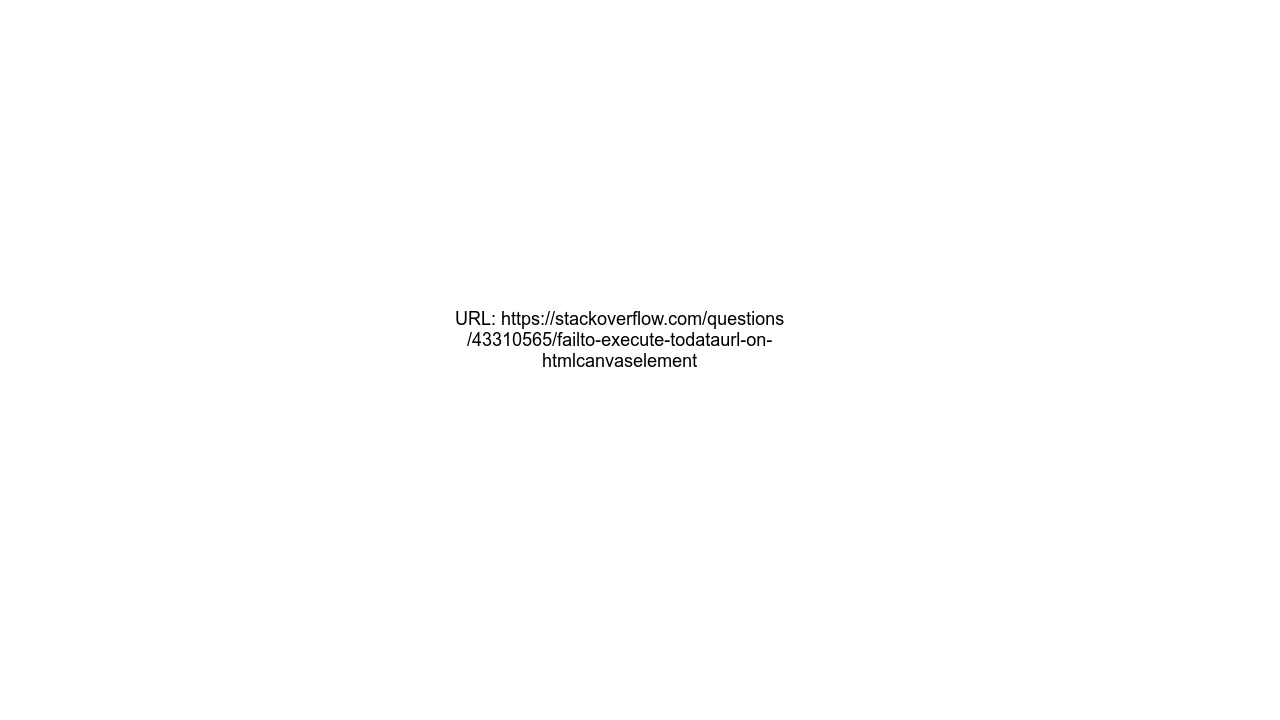 URL: https://stackoverflow.com/questions
/43310565/failto-execute-todataurl-on-
htmlcanvaselement